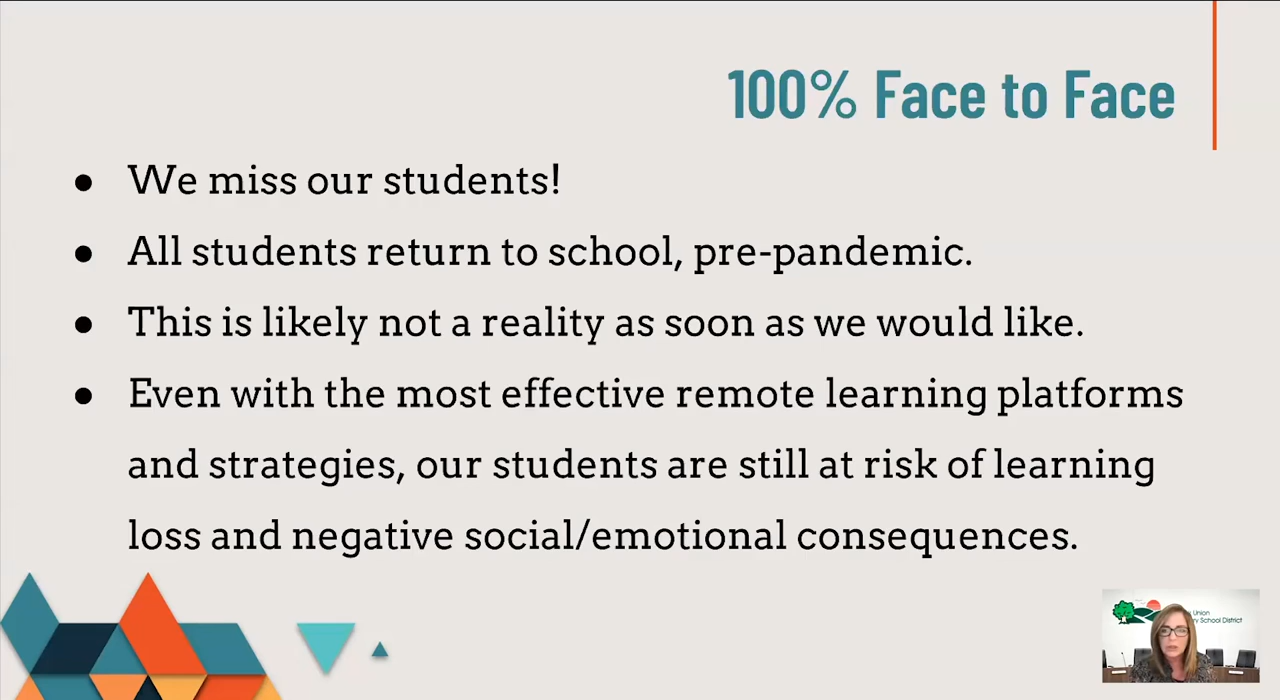 100% Face to Face
● We miss our students!
● All students return to school, pre-pandemic.
● This is likely not a reality as soon as we would like.
● Even with the most effective remote learning platforms
and strategies, our students are still at risk of learning
loss and negative social/emotional consequences.
Union
School District